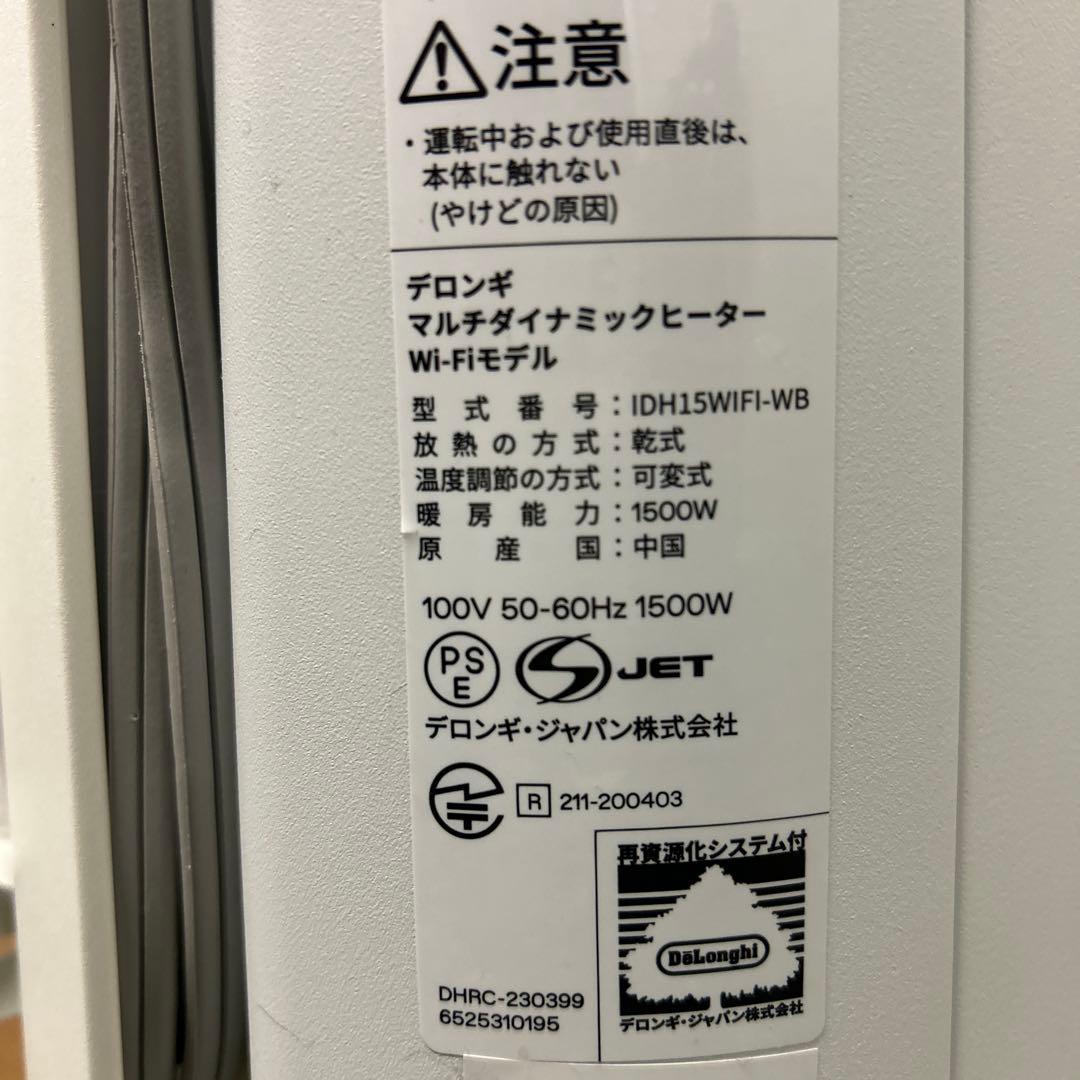 注意
・運転中および使用直後は、
本体に触れない
(やけどの原因)
デロンギ
マルチダイナミックヒーター
Wi-Fiモデル
型式番号：IDH15WIFI-WB
放熱の方式：乾式
温度調節の方式：可変式
暖房能力：1500W
原産国：中国
100V 50-60Hz 1500W
PSE
S JET
デロンギ・ジャパン株式会社
R 211-200403
再資源化システム付
DeLonghi
デロンギ・ジャパン株式会社
DHRC-230399
6525310195